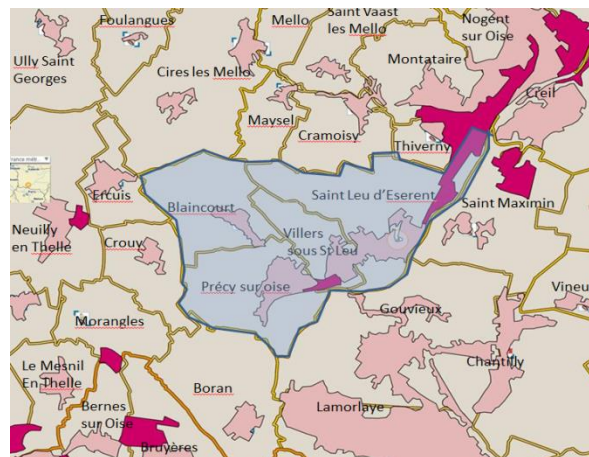 Foulangues
Mello
Saint Vaast
les Mello
Nogent
sur Oise
Ully Saint
Georges
Cires les Mello
Montataire
Creil
Maysel
Cramoisy
Thiverny
Ercuis
Blaincourt
Saint Leu d'Eserent
Saint Maximin
Neuilly
en Thelle
Crouy
Villers
sous St Leu
Précy sur oise
Gouvieux
Vineu
Morangles
Chantilly
Le Mesnil
En-Thelle
Boran
Lamorlaye
Bernes
sur Oise
Bruyères